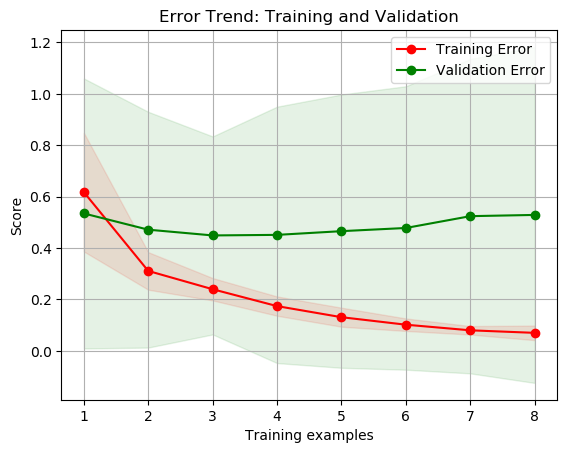 Error Trend: Training and Validation
Training Error
Validation Error
Score
1.2
1.0
0.8
0.6
0.4
0.2
0.0
1 2 3 4 5 6 7 8
Training examples